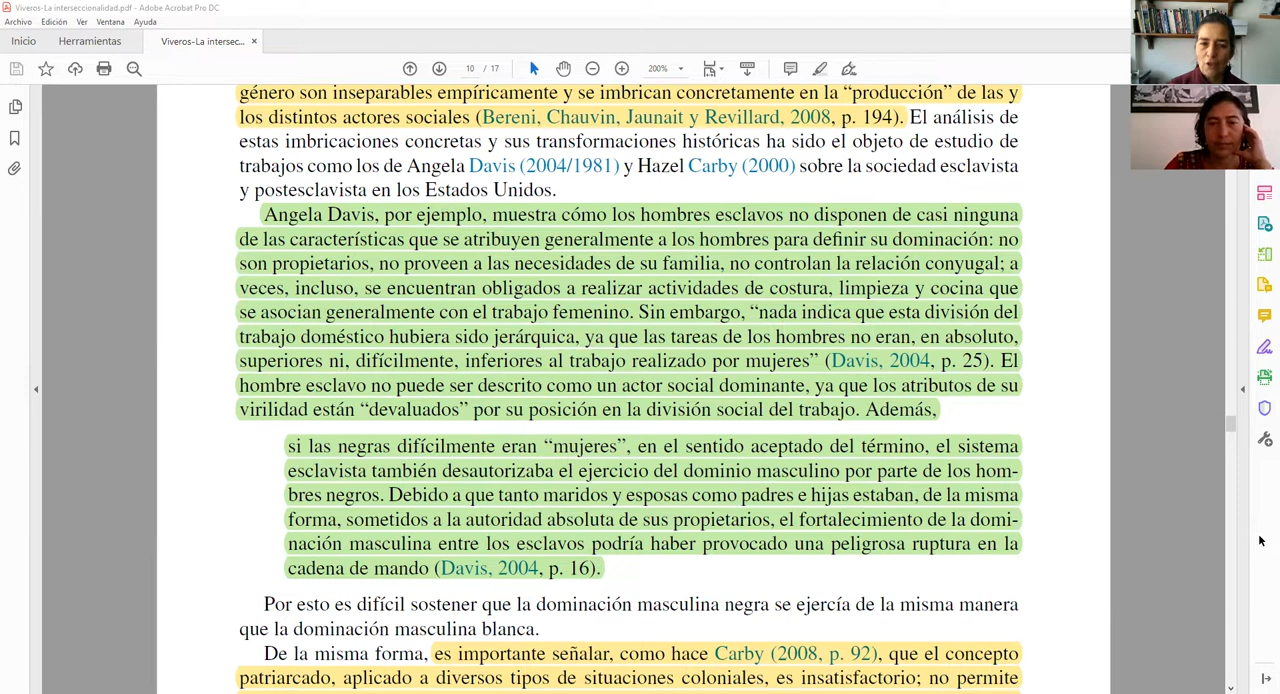 Viveros-La interseccionalidad.pdf - Adobe Acrobat Pro DC
Archivo Edición Ver Ventana Ayuda
Inicio Herramientas Viveros-La intersec... ×
10 / 17 200%
género son inseparables empíricamente y se imbrican concretamente en la “producción” de las y
los distintos actores sociales (Bereni, Chauvin, Jaunait y Revillard, 2008, p. 194). El análisis de
estas imbricaciones concretas y sus transformaciones históricas ha sido el objeto de estudio de
trabajos como los de Angela Davis (2004/1981) y Hazel Carby (2000) sobre la sociedad esclavista
y postesclavista en los Estados Unidos.
Angela Davis, por ejemplo, muestra cómo los hombres esclavos no disponen de casi ninguna
de las características que se atribuyen generalmente a los hombres para definir su dominación: no
son propietarios, no proveen a las necesidades de su familia, no controlan la relación conyugal; a
veces, incluso, se encuentran obligados a realizar actividades de costura, limpieza y cocina que
se asocian generalmente con el trabajo femenino. Sin embargo, “nada indica que esta división del
trabajo doméstico hubiera sido jerárquica, ya que las tareas de los hombres no eran, en absoluto,
superiores ni, difícilmente, inferiores al trabajo realizado por mujeres” (Davis, 2004, p. 25). El
hombre esclavo no puede ser descrito como un actor social dominante, ya que los atributos de su
virilidad están “devaluados” por su posición en la división social del trabajo. Además,
si las negras difícilmente eran “mujeres”, en el sentido aceptado del término, el sistema
esclavista también desautorizaba el ejercicio del dominio masculino por parte de los hom-
bres negros. Debido a que tanto maridos y esposas como padres e hijas estaban, de la misma
forma, sometidos a la autoridad absoluta de sus propietarios, el fortalecimiento de la domi-
nación masculina entre los esclavos podría haber provocado una peligrosa ruptura en la
cadena de mando (Davis, 2004, p. 16).
Por esto es difícil sostener que la dominación masculina negra se ejercía de la misma manera
que la dominación masculina blanca.
De la misma forma, es importante señalar, como hace Carby (2008, p. 92), que el concepto
patriarcado, aplicado a diversos tipos de situaciones coloniales, es insatisfactorio; no permite